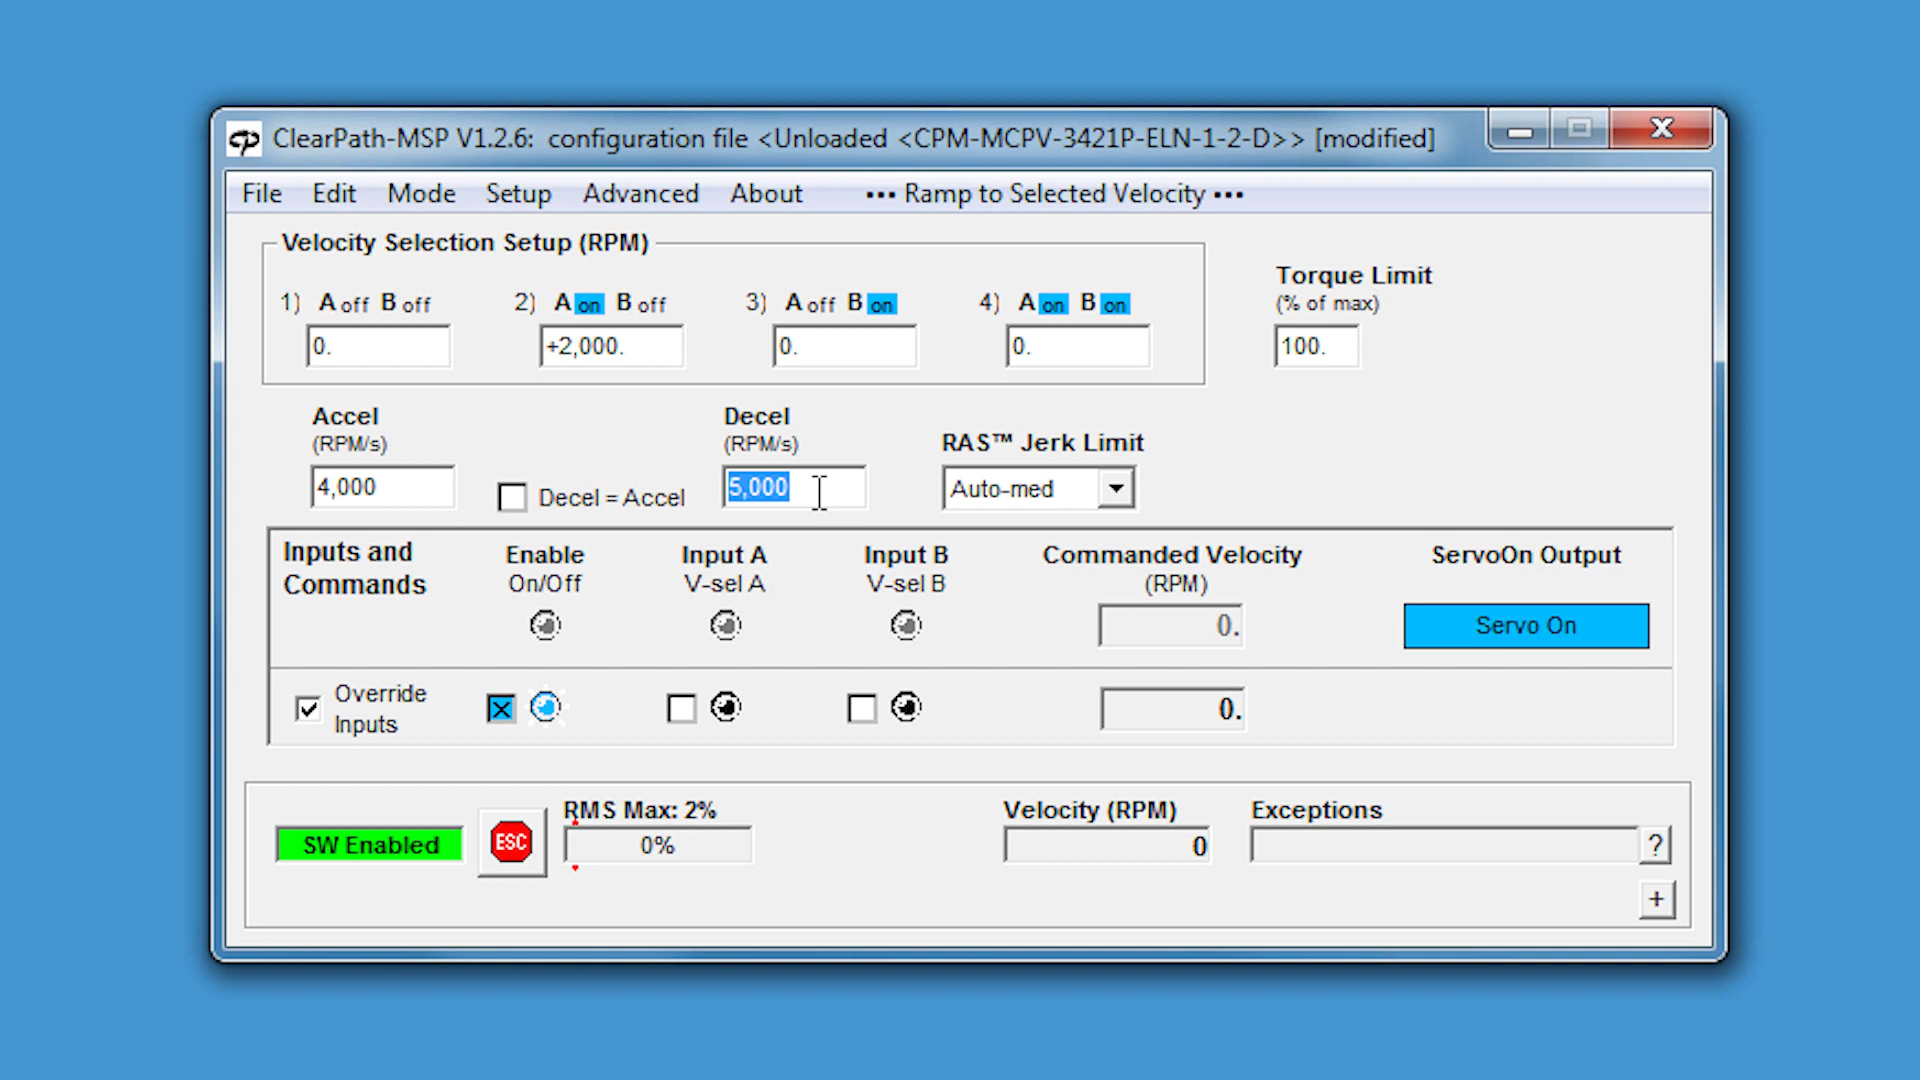 ClearPath-MSP V1.2.6: configuration file <Unloaded <CPM-MCPV-3421P-ELN-1-2-D>> [modified]
File Edit Mode Setup Advanced About ••• Ramp to Selected Velocity •••
Velocity Selection Setup (RPM)
1) A off B off 2) A on B off 3) A off B on 4) A on B on
0. +2,000. 0. 0.
Torque Limit
(% of max)
100.
Accel
(RPM/s)
4,000
Decel = Accel
Decel
(RPM/s)
5,000
RAS™ Jerk Limit
Auto-med
Inputs and
Commands
Enable
On/Off
Input A
V-sel A
Input B
V-sel B
Commanded Velocity
(RPM)
0.
ServoOn Output
Servo On
Override
Inputs
0.
SW Enabled
ESC
RMS Max: 2%
0%
Velocity (RPM)
0
Exceptions
?
+